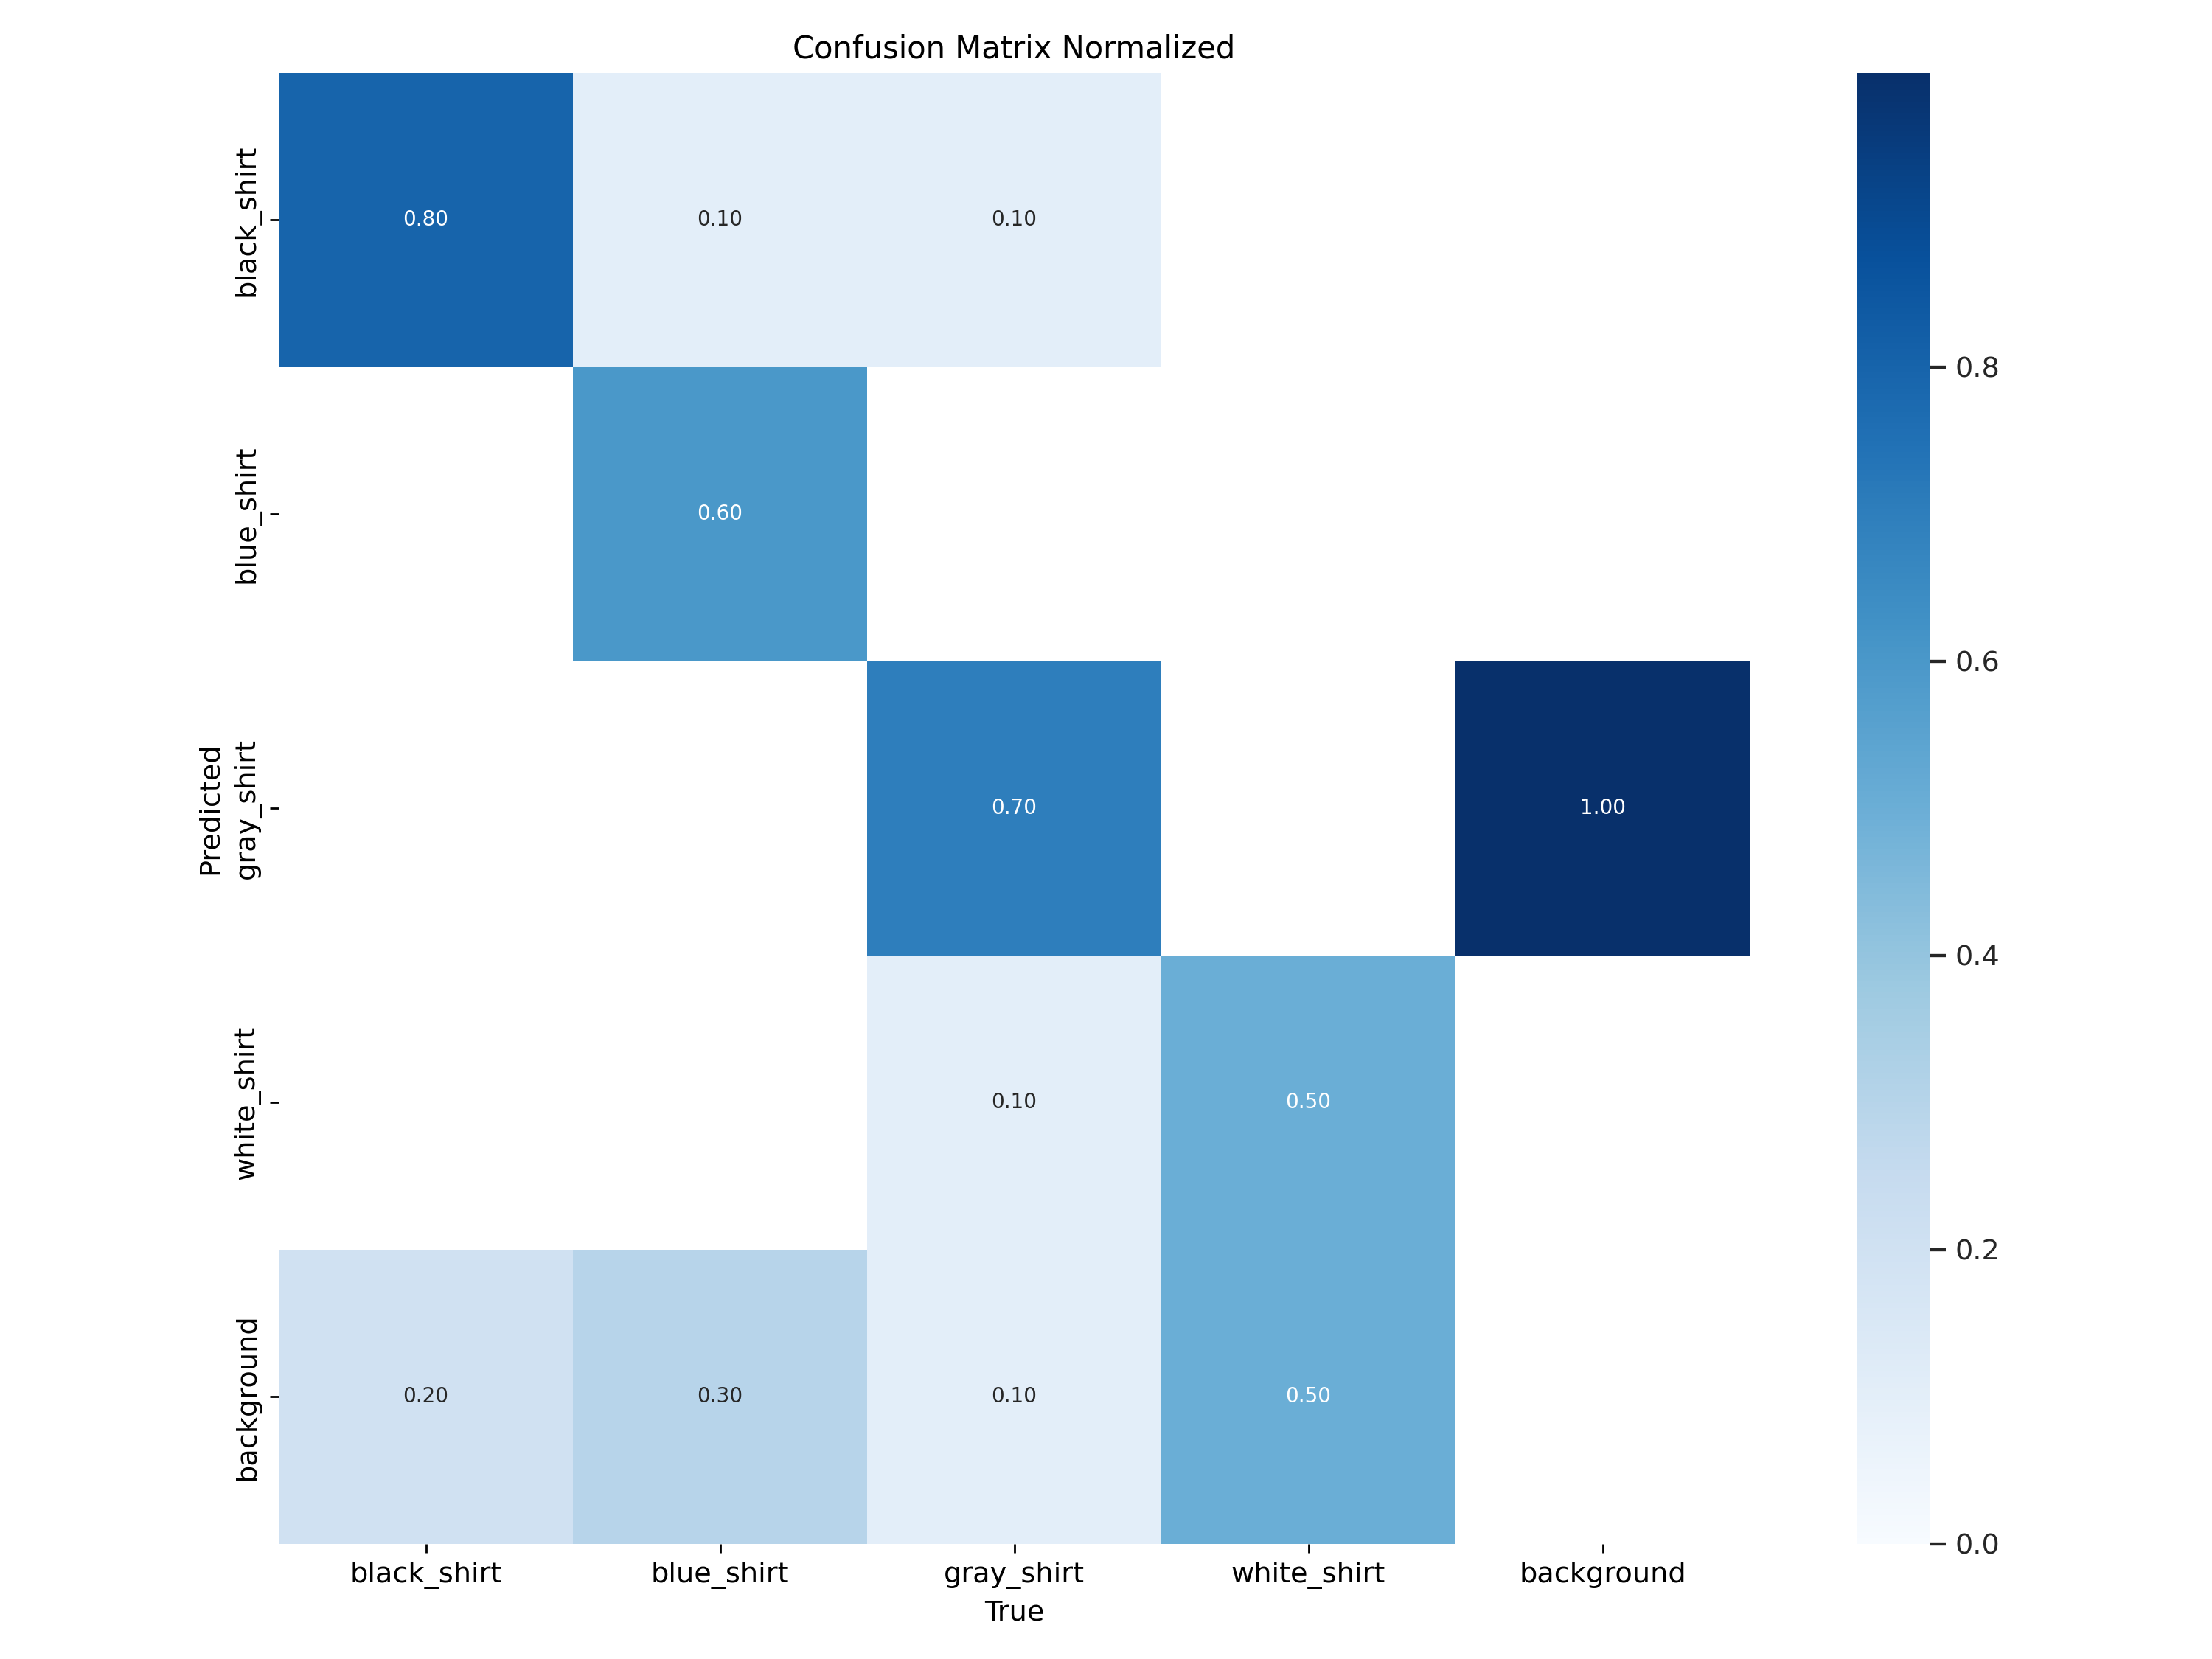 Confusion Matrix Normalized
black_shirt
0.80
0.10
0.10
0.8
blue_shirt
0.60
0.6
Predicted
gray_shirt
0.70
1.00
0.4
white_shirt
0.10
0.50
0.2
background
0.20
0.30
0.10
0.50
0.0
black_shirt
blue_shirt
gray_shirt
white_shirt
background
True